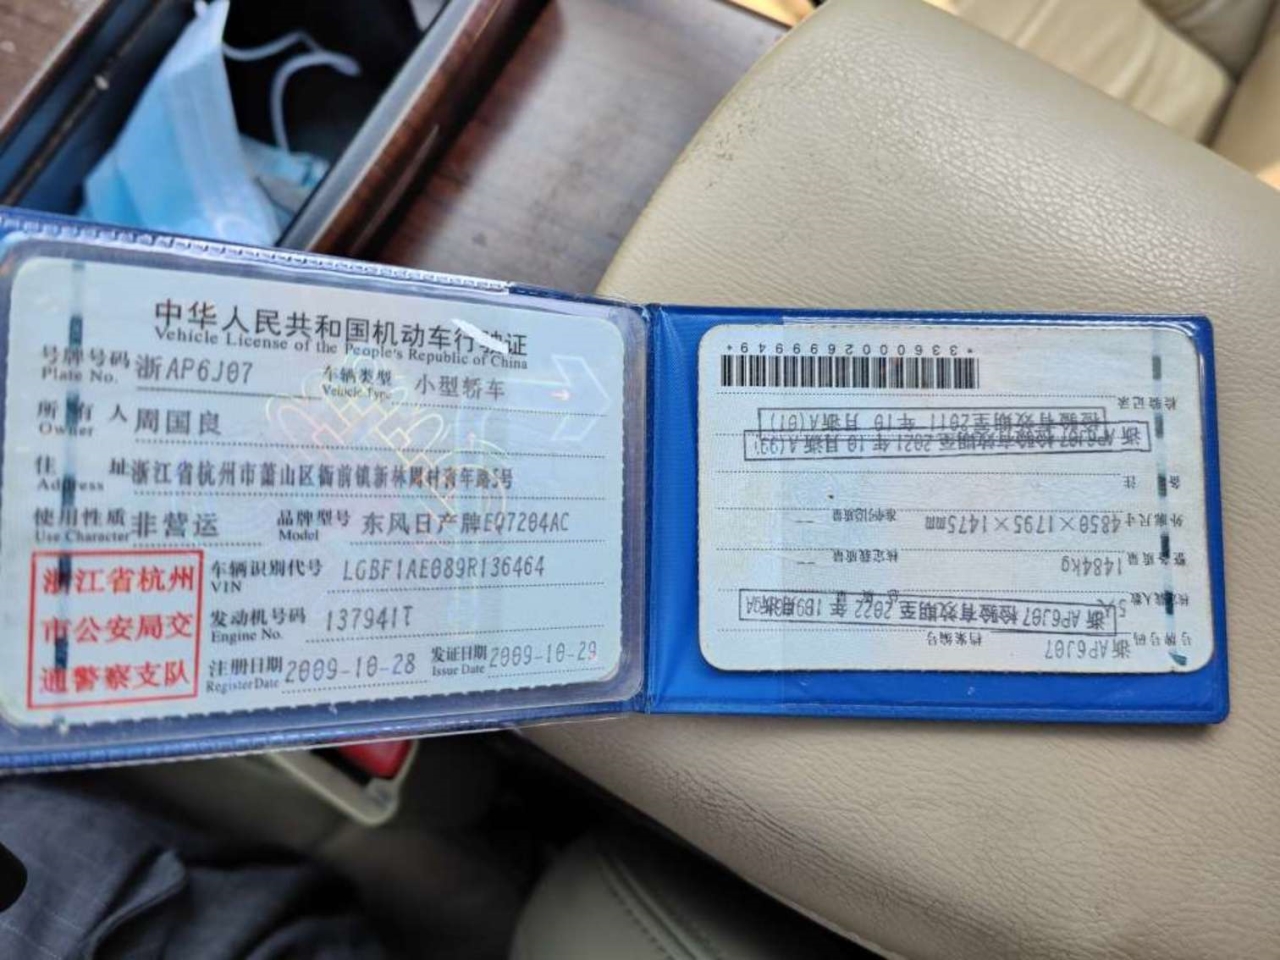 中华人民共和国机动车行驶证
Vehicle License of the People's Republic of China
号牌号码 浙AP6J07 车辆类型 小型轿车
Plate No. Vehicle Type
所有人 周国良
Owner
住址 浙江省杭州市萧山区衙前镇新林周村青年路5号
Address
使用性质 非营运 品牌型号 东风日产牌EQ7204AC
Use Character Model
浙江省杭州
市公安局交
通警察支队
车辆识别代号 LGBF1AE089R136464
VIN
发动机号码 137941T
Engine No.
注册日期 2009-10-28 发证日期 2009-10-29
Register Date Issue Date
号牌号码 浙AP6J07 档案编号
浙AP6J07检验有效期至2022年
5人
整备质量 1484kg 核定载质量 --
外廓尺寸 4850×1795×1475mm 准牵引总质量 --
备注
浙AP6J07检验有效期至2021年10月浙A(99)
检验有效期至2011年10月浙A(01)
检验记录
*3360002699949*